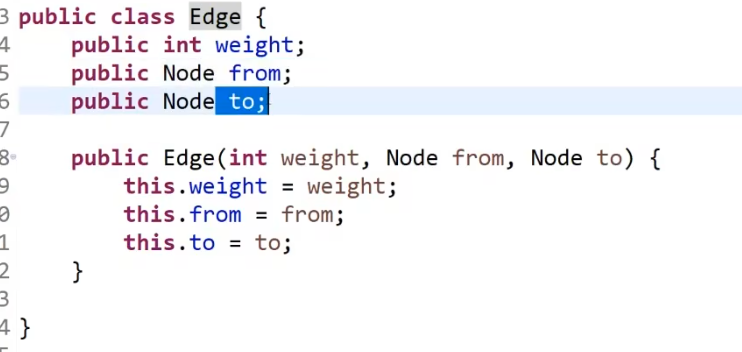 3 public class Edge {
4     public int weight;
5     public Node from;
6     public Node to;
7
8     public Edge(int weight, Node from, Node to) {
9         this.weight = weight;
0         this.from = from;
1         this.to = to;
2     }
3
4 }